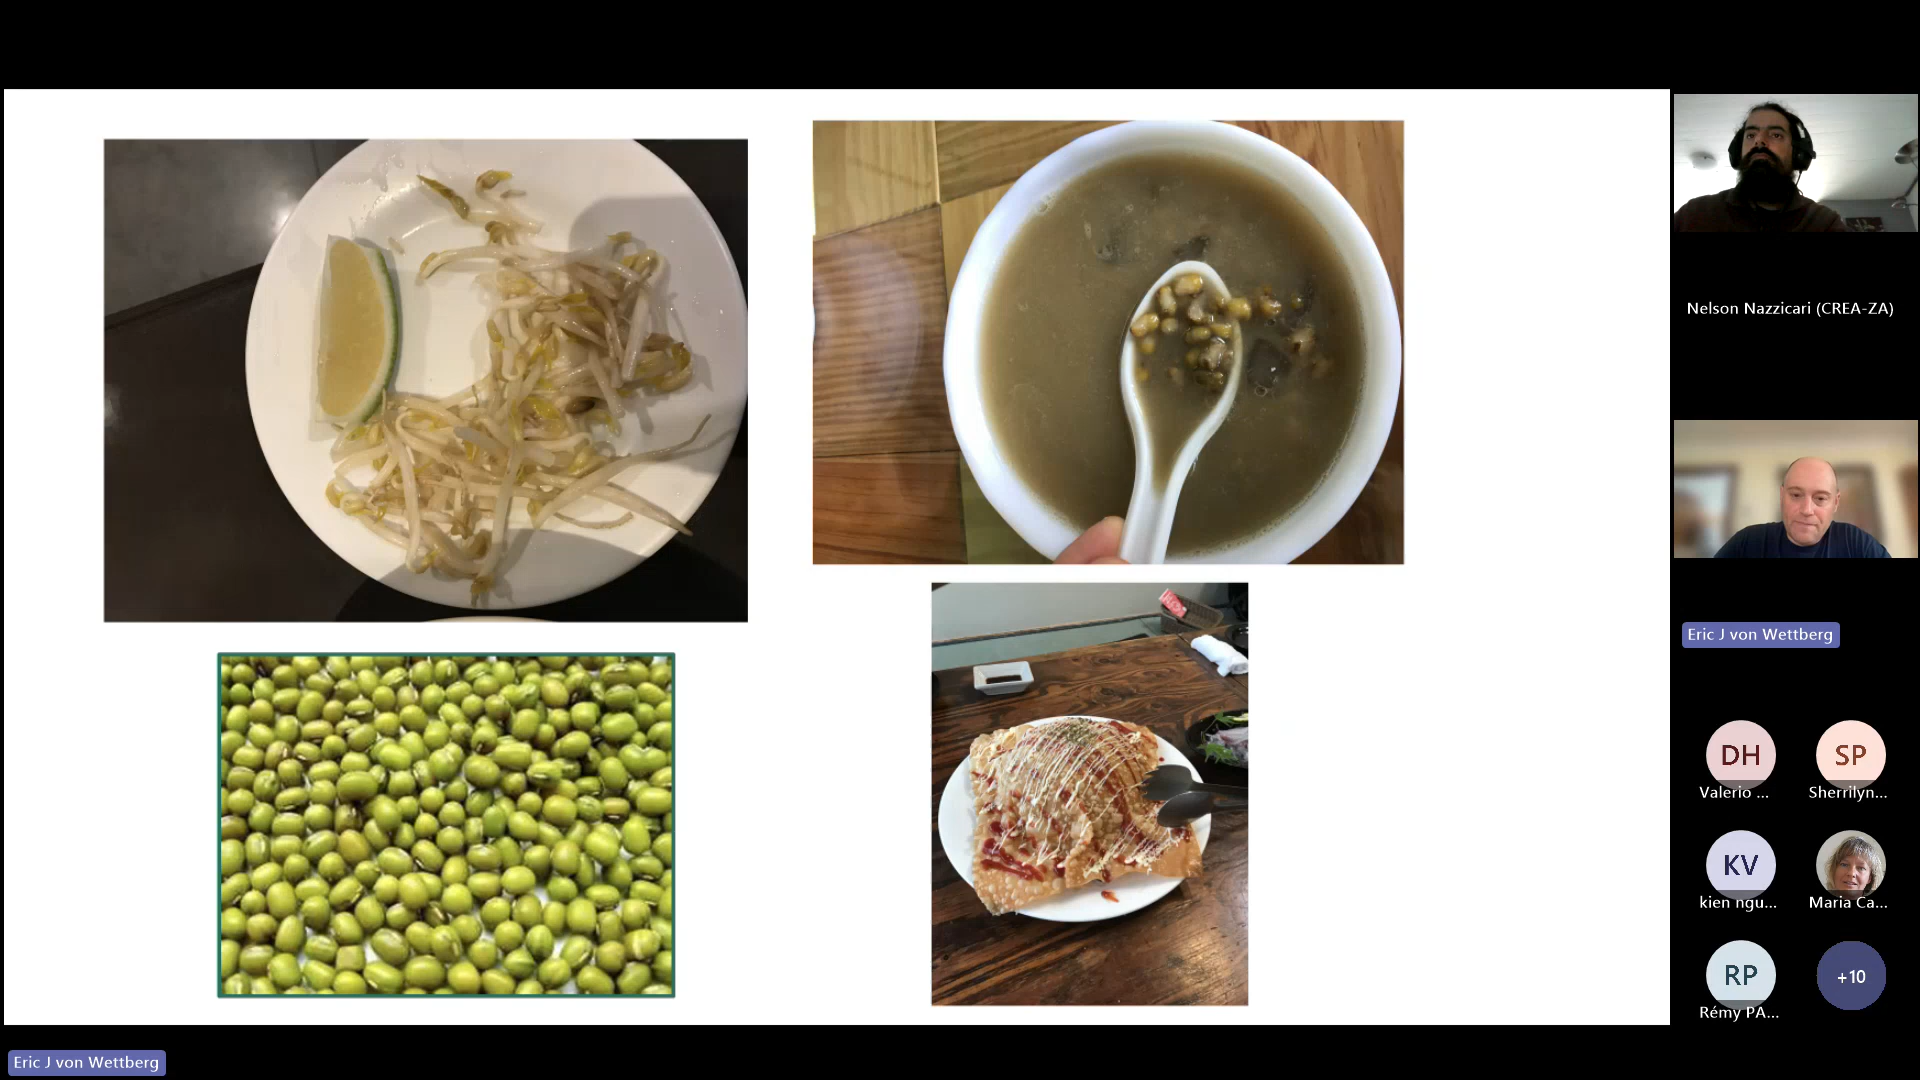 Nelson Nazzicari (CREA-ZA)
Eric J von Wettberg
DH
SP
Valerio ...
Sherrilyn...
KV
kien ngu...
Maria Ca...
RP
+10
Rémy PA...
Eric J von Wettberg